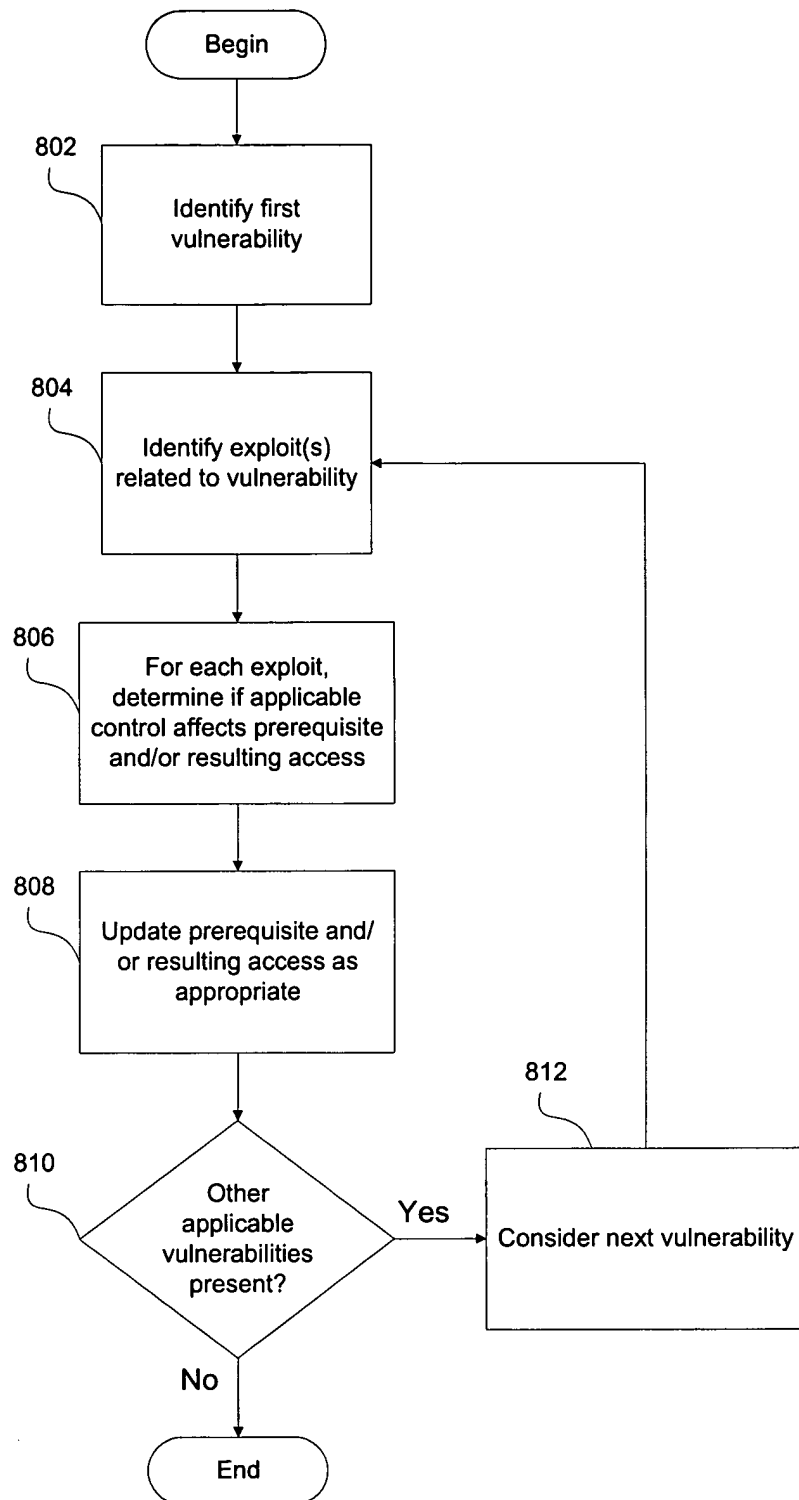 Begin
802
Identify first
vulnerability
804
Identify exploit(s)
related to vulnerability
806
For each exploit,
determine if applicable
control affects prerequisite
and/or resulting access
808
Update prerequisite and/
or resulting access as
appropriate
810
Other
applicable
vulnerabilities
present?
Yes
812
Consider next vulnerability
No
End